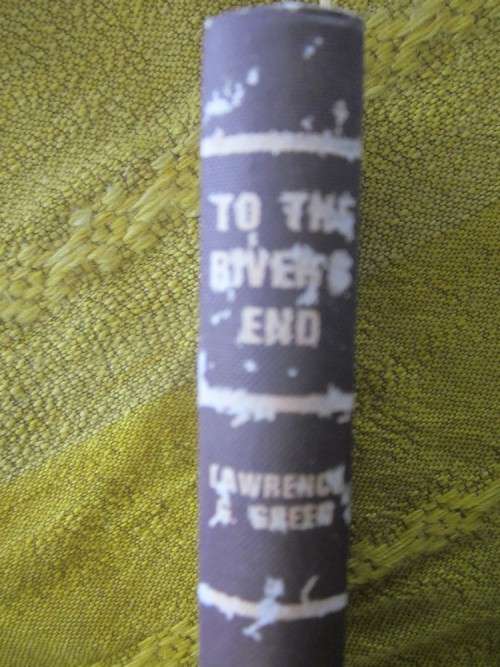 TO THE
RIVER'S
END
LAWRENCE
G. GREEN